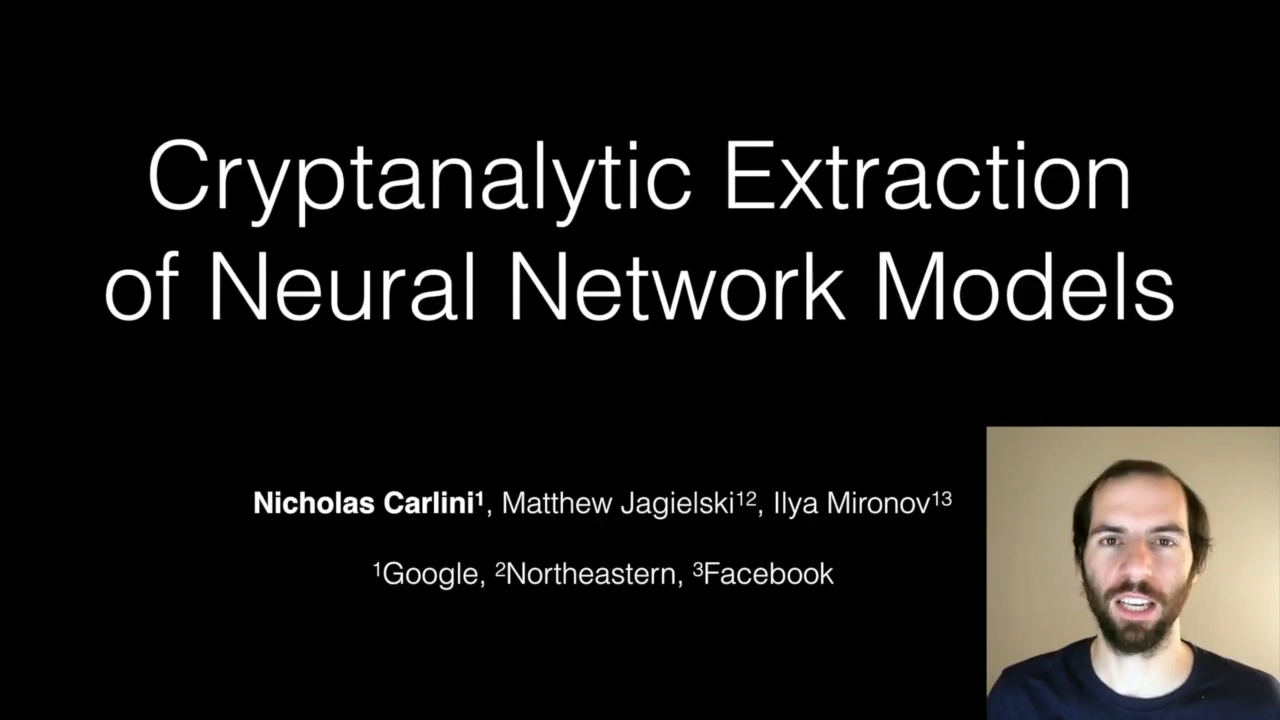 Cryptanalytic Extraction
of Neural Network Models
Nicholas Carlini¹, Matthew Jagielski¹², Ilya Mironov¹³
¹Google, ²Northeastern, ³Facebook